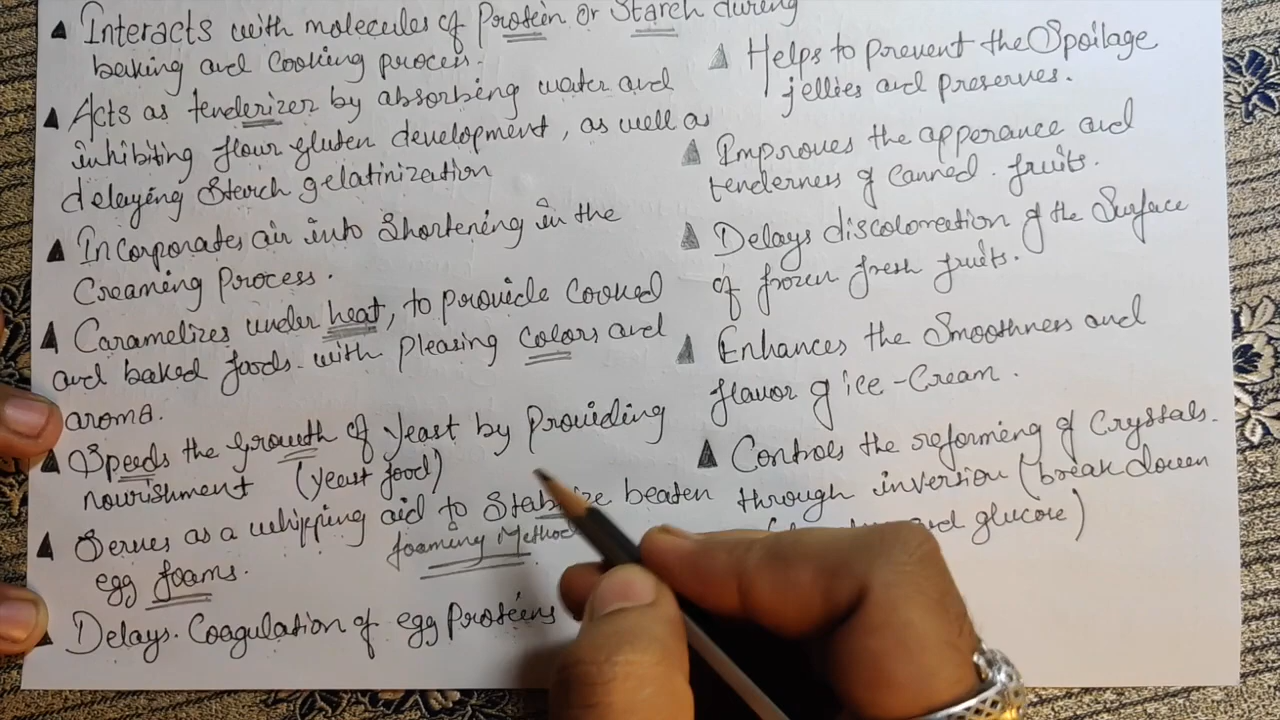 Interacts with molecules of Protein or Starch during
baking and Cooking process.
Acts as tenderizer by absorbing water and
inhibiting flour gluten development, as well as
delaying Starch gelatinization
Incorporates air into Shortening in the
Creaming Process.
Caramelizes under heat, to provide Cooked
and baked foods. with pleasing Colors and
aroma.
Speeds the growth of yeast by Providing
nourishment (yeast food)
Serves as a whipping aid to Stabilize beaten
egg foams.
foaming Method
Delays. Coagulation of egg Proteins
Helps to prevent the Spoilage
jellies and preserves.
Improves the apperance and
tenderness of Canned. fruits.
Delays discoloration of the Surface
of frozen fresh fruits.
Enhances the Smoothness and
flavor of ice-Cream.
Controls the reforming of Crystals.
through inversion (break down
and glucose)